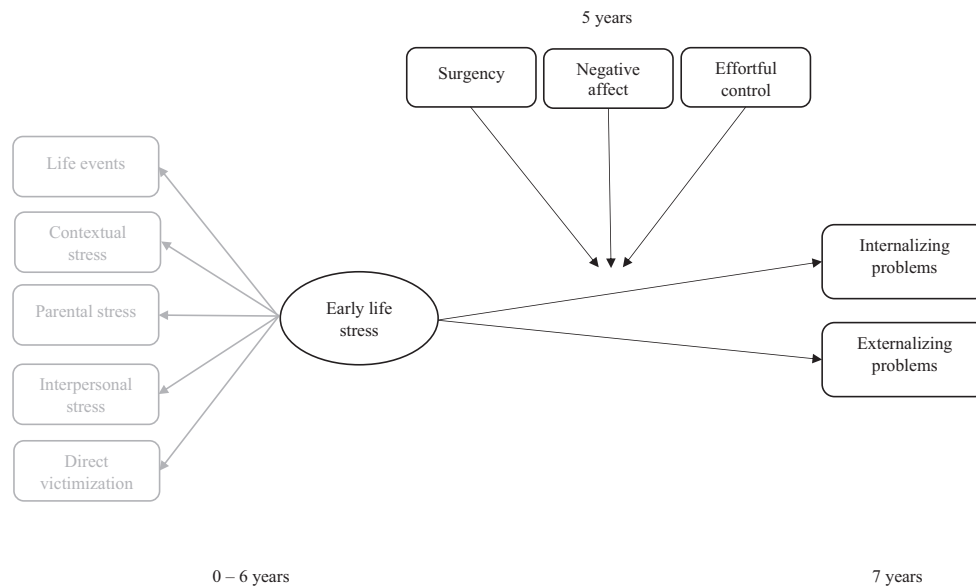 5 years
Surgency
Negative
affect
Effortful
control
Life events
Contextual
stress
Parental stress
Interpersonal
stress
Direct
victimization
Early life
stress
Internalizing
problems
Externalizing
problems
0 – 6 years
7 years